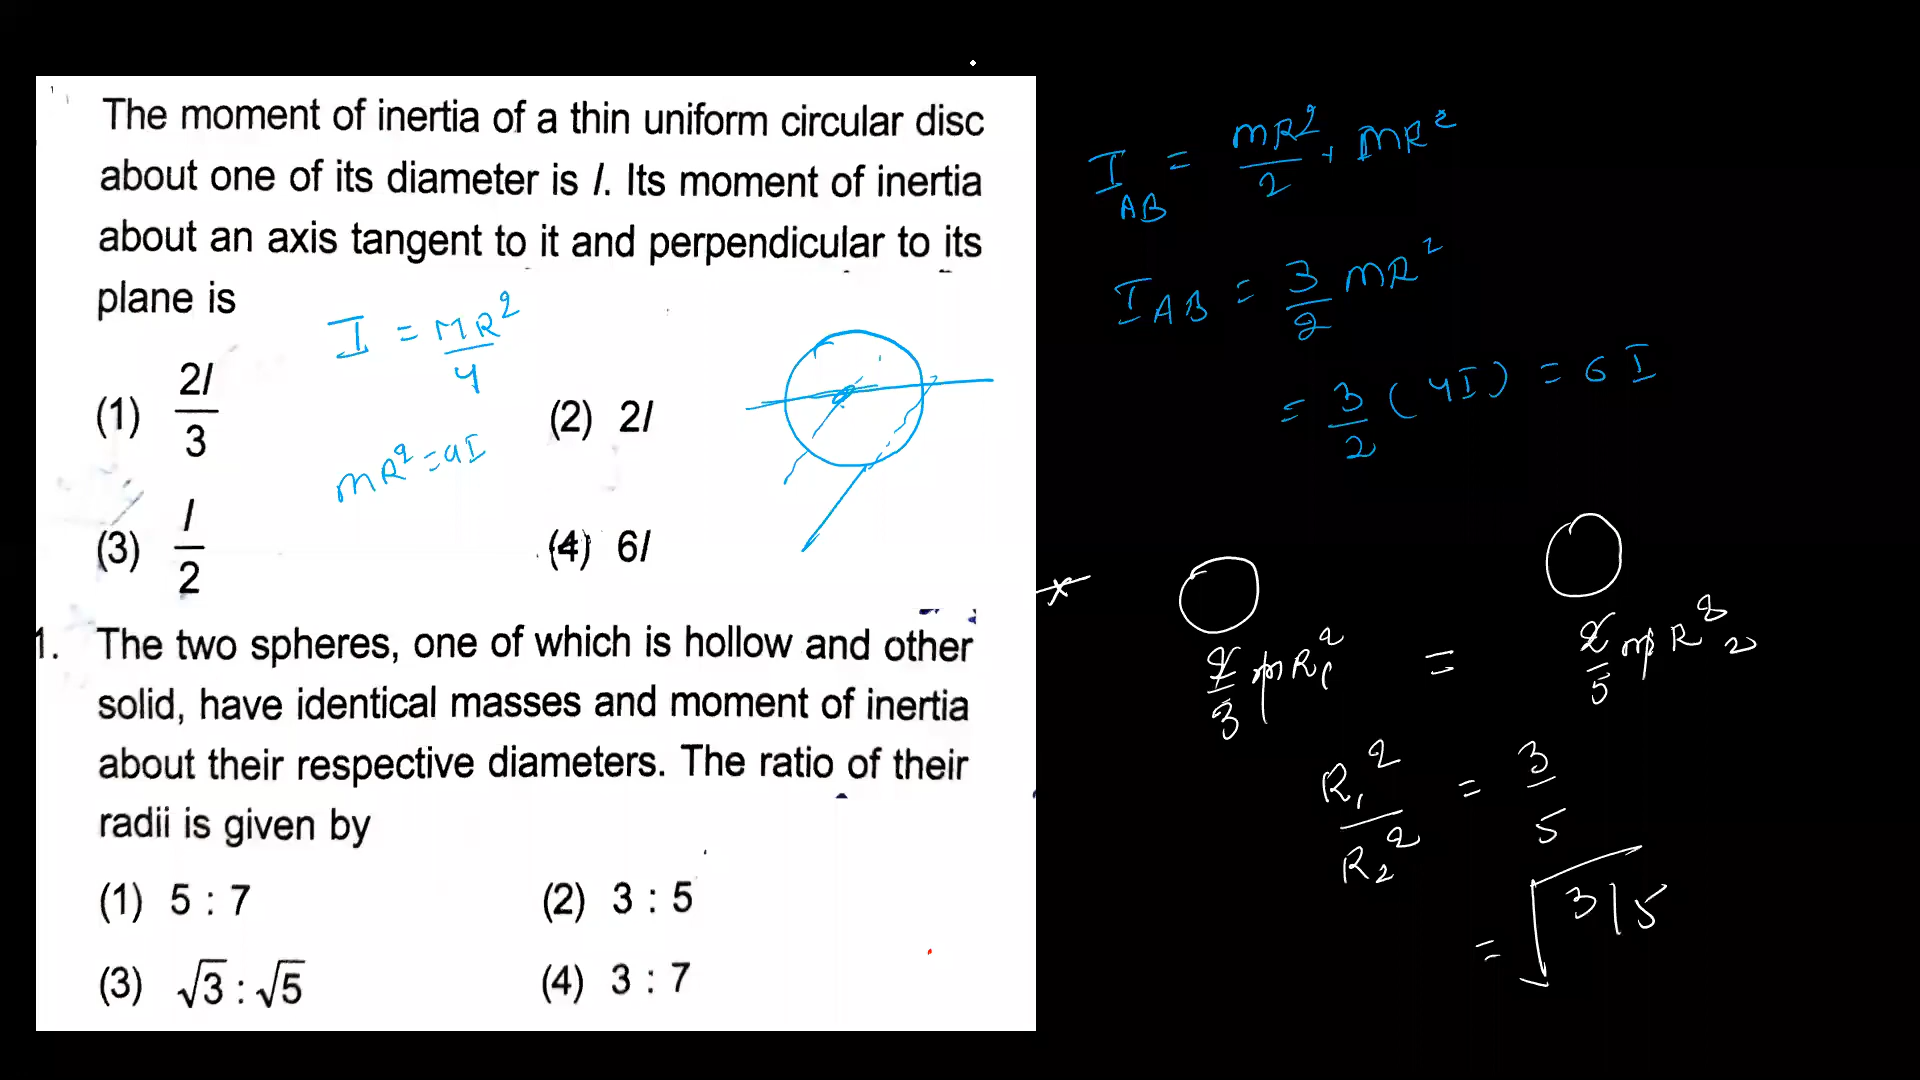 The moment of inertia of a thin uniform circular disc
about one of its diameter is I. Its moment of inertia
about an axis tangent to it and perpendicular to its
plane is
(1) 2I/3
(2) 2I
(3) I/2
(4) 6I
I = MR²/4
MR² = 4I
1. The two spheres, one of which is hollow and other
solid, have identical masses and moment of inertia
about their respective diameters. The ratio of their
radii is given by
(1) 5 : 7
(2) 3 : 5
(3) √3 : √5
(4) 3 : 7
I_AB = MR²/2 + MR²
I_AB = 3/2 MR²
= 3/2 (4I) = 6I
2/3 MR₁² = 2/5 MR₂²
R₁²/R₂² = 3/5
= √3/5